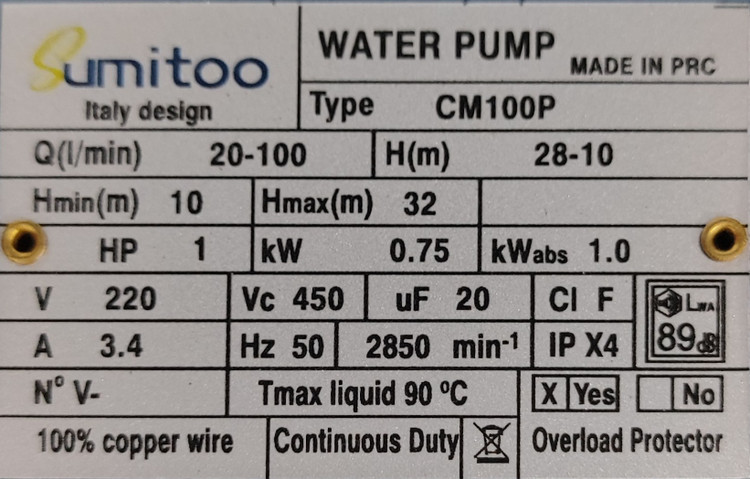 Sumitoo
Italy design
WATER PUMP MADE IN PRC
Type CM100P
Q(l/min) 20-100 H(m) 28-10
Hmin(m) 10 Hmax(m) 32
HP 1 kW 0.75 kWabs 1.0
V 220 Vc 450 uF 20 Cl F
A 3.4 Hz 50 2850 min-¹ IP X4
LWA
89dB
N° V- Tmax liquid 90 ºC X Yes No
100% copper wire Continuous Duty Overload Protector